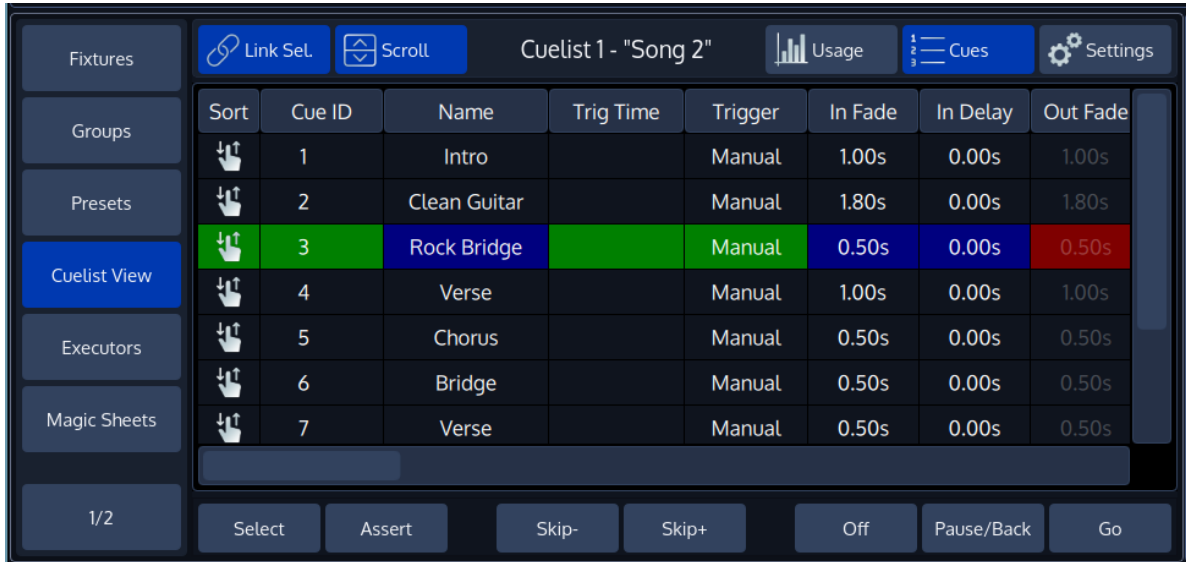 Fixtures
Groups
Presets
Cuelist View
Executors
Magic Sheets
1/2
Link Sel. Scroll Cuelist 1 - "Song 2" Usage 1 2 3 Cues Settings
Sort Cue ID Name Trig Time Trigger In Fade In Delay Out Fade
1 Intro Manual 1.00s 0.00s 1.00s
2 Clean Guitar Manual 1.80s 0.00s 1.80s
3 Rock Bridge Manual 0.50s 0.00s 0.50s
4 Verse Manual 1.00s 0.00s 1.00s
5 Chorus Manual 0.50s 0.00s 0.50s
6 Bridge Manual 0.50s 0.00s 0.50s
7 Verse Manual 0.50s 0.00s 0.50s
Select Assert Skip- Skip+ Off Pause/Back Go